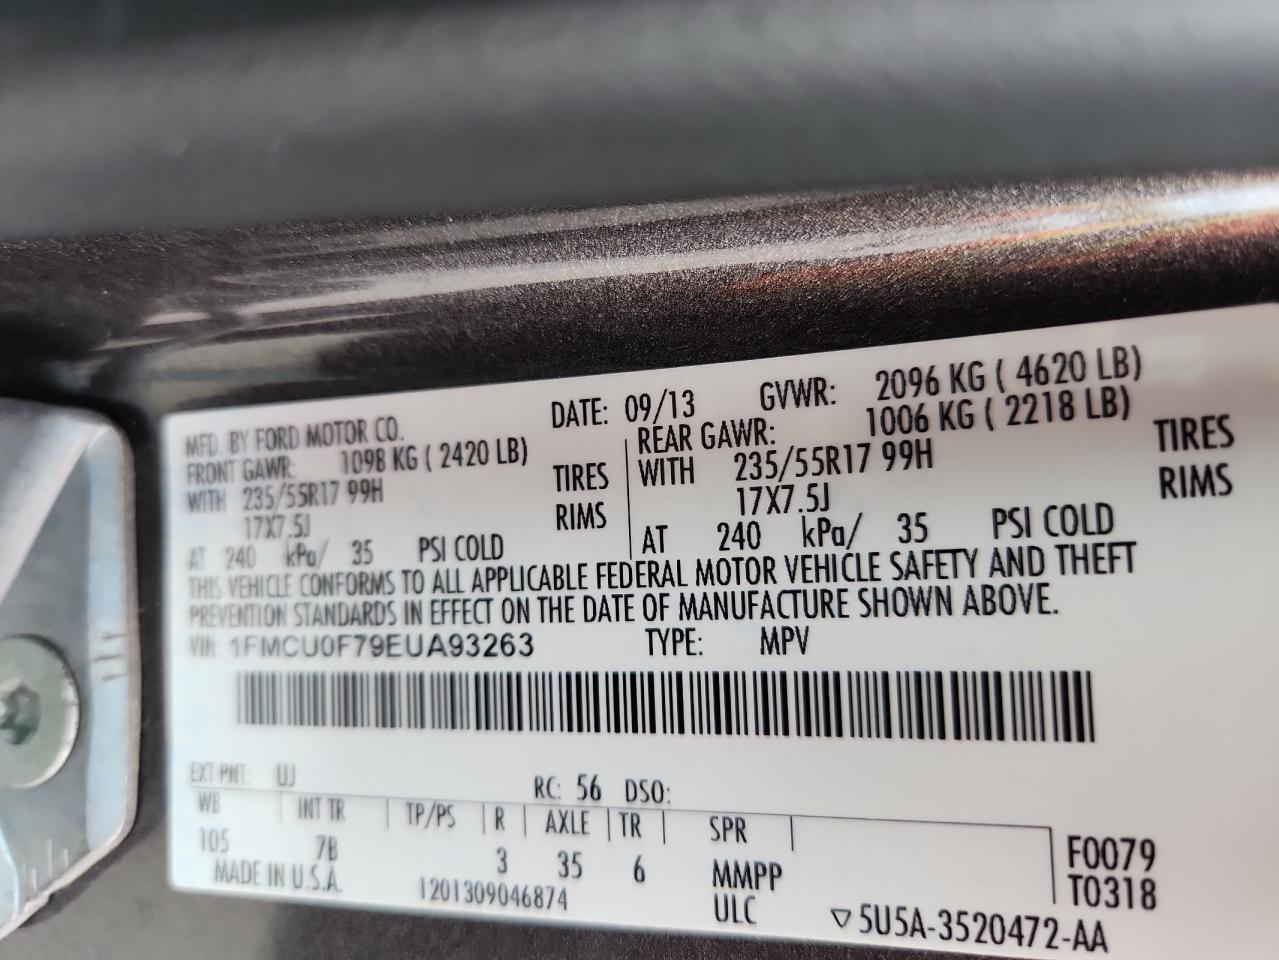 MFD. BY FORD MOTOR CO. DATE: 09/13 GVWR: 2096 KG ( 4620 LB)
FRONT GAWR: 1098 KG ( 2420 LB) REAR GAWR: 1006 KG ( 2218 LB)
WITH 235/55R17 99H TIRES WITH 235/55R17 99H TIRES
17X7.5J RIMS 17X7.5J RIMS
AT 240 kPa/ 35 PSI COLD AT 240 kPa/ 35 PSI COLD
THIS VEHICLE CONFORMS TO ALL APPLICABLE FEDERAL MOTOR VEHICLE SAFETY AND THEFT
PREVENTION STANDARDS IN EFFECT ON THE DATE OF MANUFACTURE SHOWN ABOVE.
VIN: 1FMCU0F79EUA93263 TYPE: MPV
EXT PNT: UJ RC: 56 DSO:
WB INT TR TP/PS R AXLE TR SPR
105 7B 3 35 6 MMPP F0079
MADE IN U.S.A. 1201309046874 ULC T0318
▽5U5A-3520472-AA